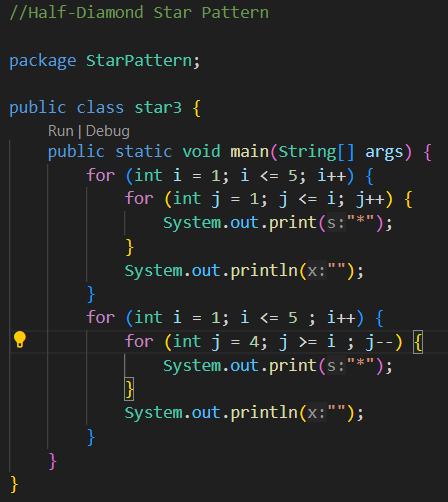 //Half-Diamond Star Pattern
package StarPattern;
public class star3 {
Run | Debug
public static void main(String[] args) {
for (int i = 1; i <= 5; i++) {
for (int j = 1; j <= i; j++) {
System.out.print(s:"*");
}
System.out.println(x:"");
}
for (int i = 1; i <= 5 ; i++) {
for (int j = 4; j >= i ; j--) {
System.out.print(s:"*");
}
System.out.println(x:"");
}
}
}